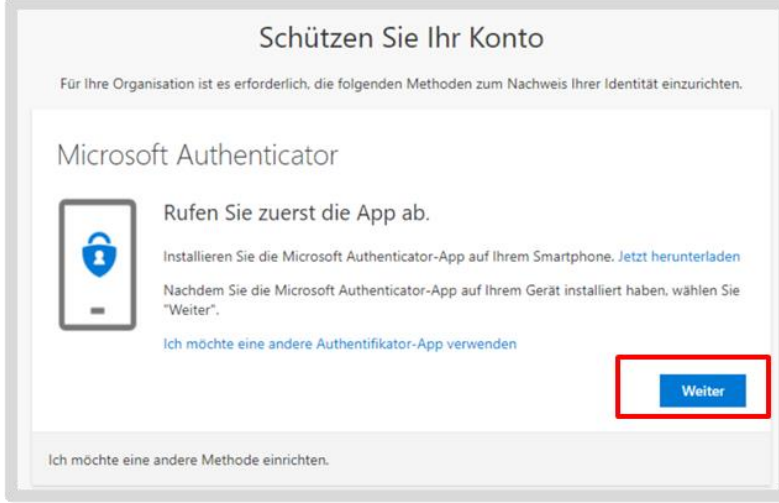 Schützen Sie Ihr Konto
Für Ihre Organisation ist es erforderlich, die folgenden Methoden zum Nachweis Ihrer Identität einzurichten.
Microsoft Authenticator
Rufen Sie zuerst die App ab.
Installieren Sie die Microsoft Authenticator-App auf Ihrem Smartphone. Jetzt herunterladen
Nachdem Sie die Microsoft Authenticator-App auf Ihrem Gerät installiert haben, wählen Sie
"Weiter".
Ich möchte eine andere Authentifikator-App verwenden
Weiter
Ich möchte eine andere Methode einrichten.